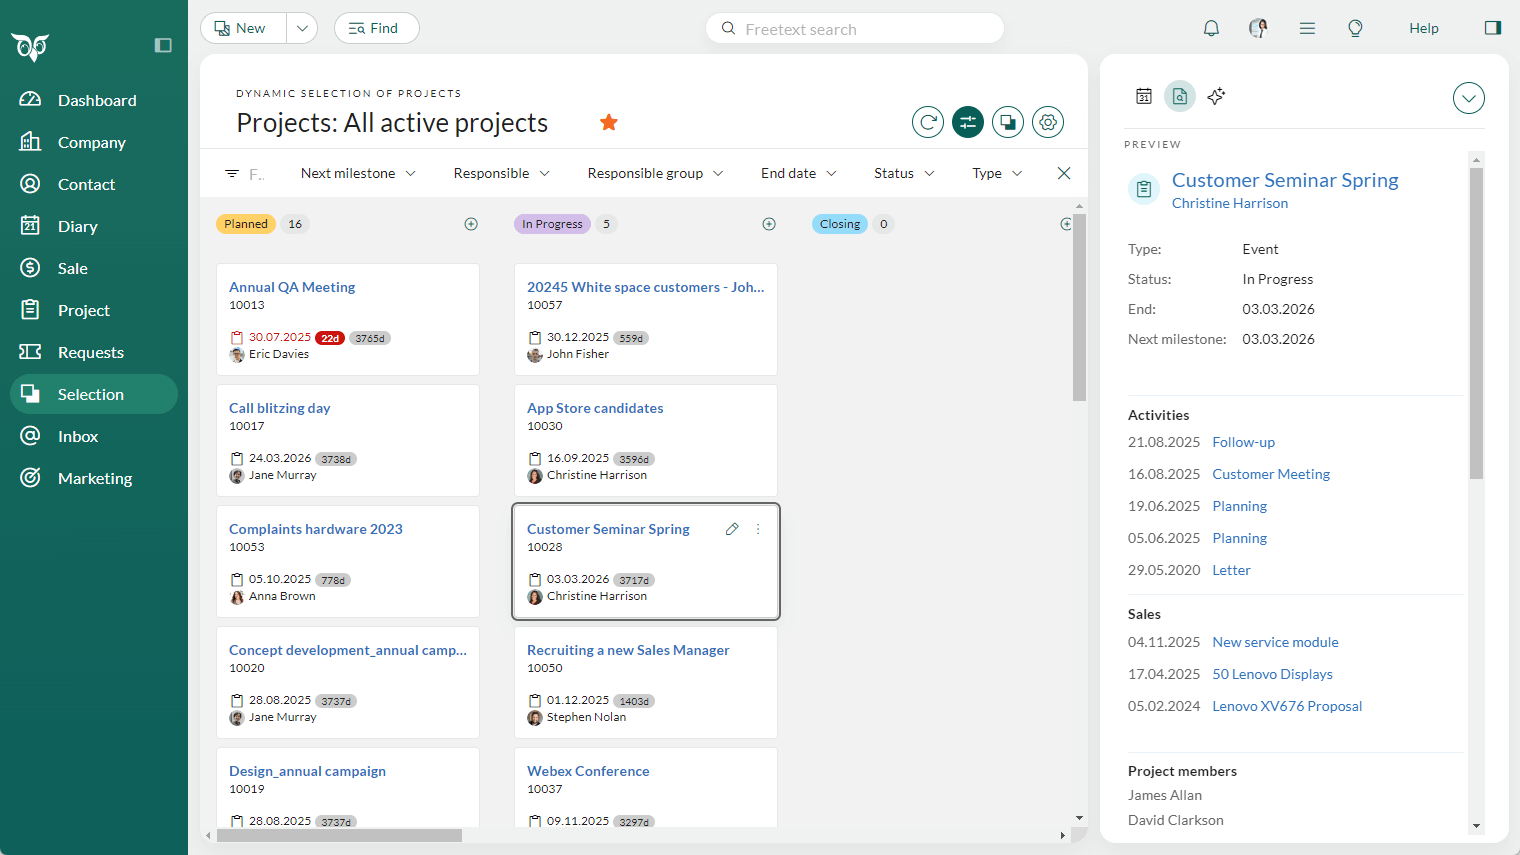 New
Find
Freetext search
Help
Dashboard
Company
Contact
21
Diary
Sale
Project
Requests
Selection
Inbox
Marketing
DYNAMIC SELECTION OF PROJECTS
Projects: All active projects
F..
Next milestone
Responsible
Responsible group
End date
Status
Type
Planned 16
In Progress 5
Closing 0
Annual QA Meeting
10013
30.07.2025 22d 3765d
Eric Davies
Call blitzing day
10017
24.03.2026 3738d
Jane Murray
Complaints hardware 2023
10053
05.10.2025 778d
Anna Brown
Concept development_annual camp...
10020
28.08.2025 3737d
Jane Murray
Design_annual campaign
10019
28.08.2025 3737d
20245 White space customers - Joh...
10057
30.12.2025 559d
John Fisher
App Store candidates
10030
16.09.2025 3596d
Christine Harrison
Customer Seminar Spring
10028
03.03.2026 3717d
Christine Harrison
Recruiting a new Sales Manager
10050
01.12.2025 1403d
Stephen Nolan
Webex Conference
10037
09.11.2025 3297d
31
PREVIEW
Customer Seminar Spring
Christine Harrison
Type: Event
Status: In Progress
End: 03.03.2026
Next milestone: 03.03.2026
Activities
21.08.2025 Follow-up
16.08.2025 Customer Meeting
19.06.2025 Planning
05.06.2025 Planning
29.05.2020 Letter
Sales
04.11.2025 New service module
17.04.2025 50 Lenovo Displays
05.02.2024 Lenovo XV676 Proposal
Project members
James Allan
David Clarkson